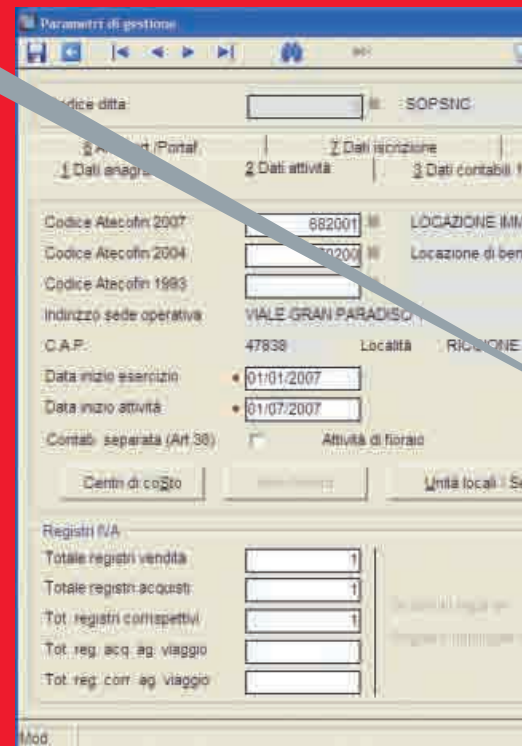 Parametri di gestione
Codice ditta SOPSNC
7 Dati iscrizione
1 Dati 2 Dati attività 3 Dati contabili 1
Codice Atecofin 2007 682001 LOCAZIONE IMM
Codice Atecofin 2004 Locazione di ben
Codice Atecofin 1993
Indirizzo sede operativa VIALE GRAN PARADISO
C.A.P. 47838 Località RICCIONE
Data inizio esercizio 01/01/2007
Data inizio attività 01/07/2007
Contab. separata (Art.36) Attività di fioraio
Centri di coSto Unità locali
Registri IVA
Totale registri vendita 1
Totale registri acquisti 1
Tot. registri corrispettivi 1
Tot. reg. acq. ag. viaggio
Tot. reg. corr. ag. viaggio
Mod.